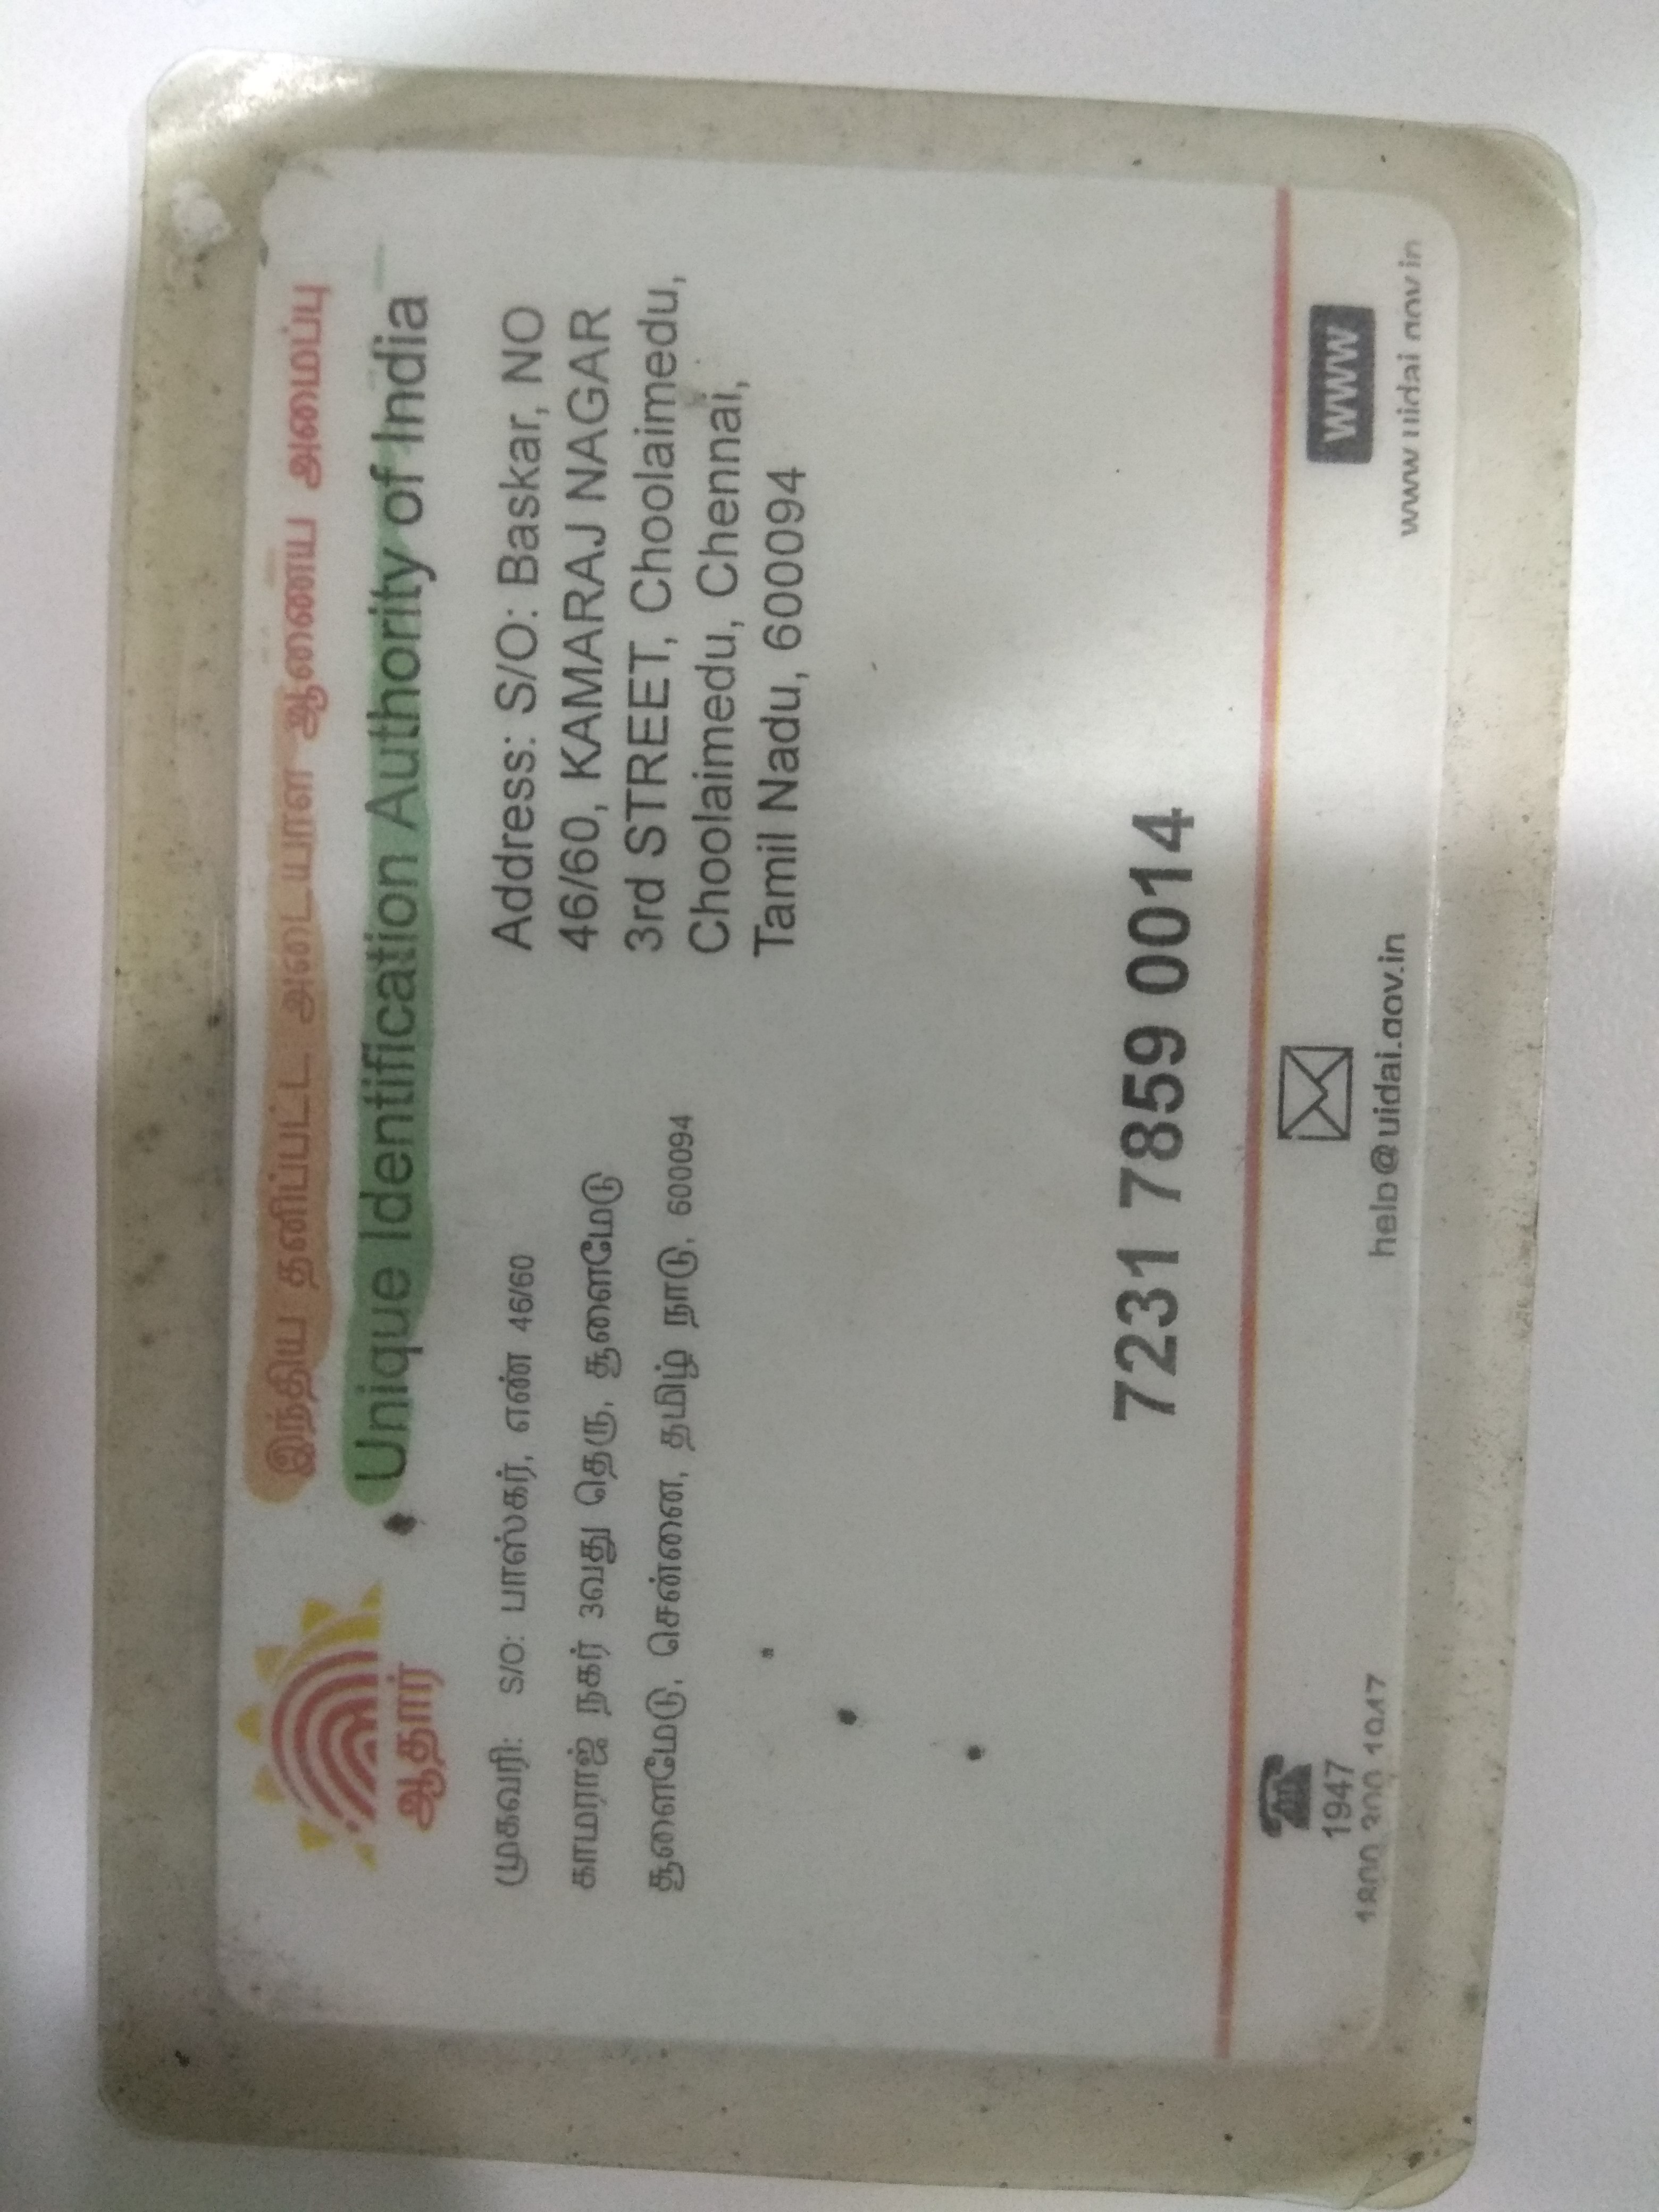 இந்திய தனிப்பட்ட அடையாள ஆணைய அமைப்பு
Unique Identification Authority of India
ஆதார்
முகவரி: S/O: பாஸ்கர், எண் 46/60
காமராஜ் நகர் 3வது தெரு, சூளைமேடு
சூளைமேடு, சென்னை, தமிழ் நாடு, 600094
Address: S/O: Baskar, NO
46/60, KAMARAJ NAGAR
3rd STREET, Choolaimedu,
Choolaimedu, Chennai,
Tamil Nadu, 600094
7231 7859 0014
1947
1800 300 1947
help@uidai.gov.in
WWW
www.uidai.gov.in